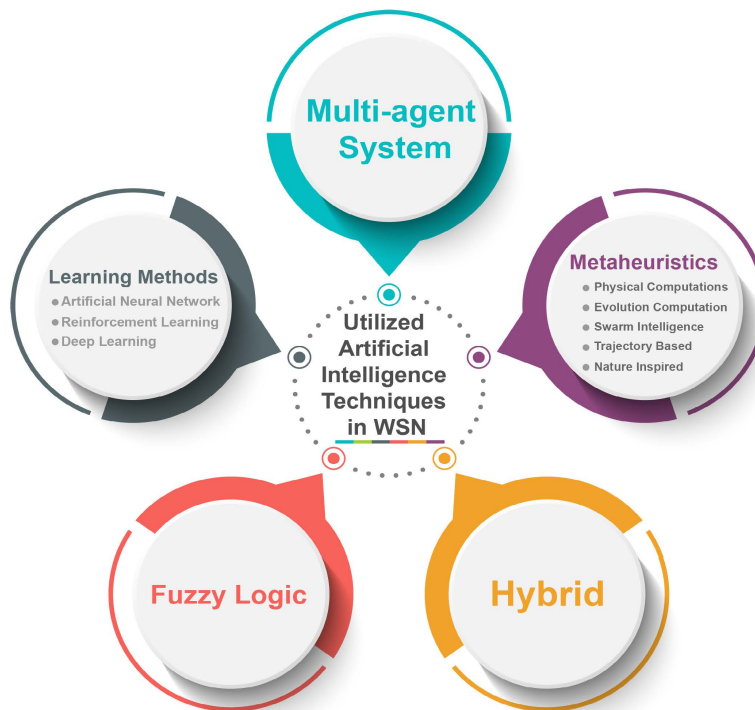 Multi-agent
System
Learning Methods
Artificial Neural Network
Reinforcement Learning
Deep Learning
Metaheuristics
Physical Computations
Evolution Computation
Swarm Intelligence
Trajectory Based
Nature Inspired
Utilized
Artificial
Intelligence
Techniques
in WSN
Fuzzy Logic
Hybrid